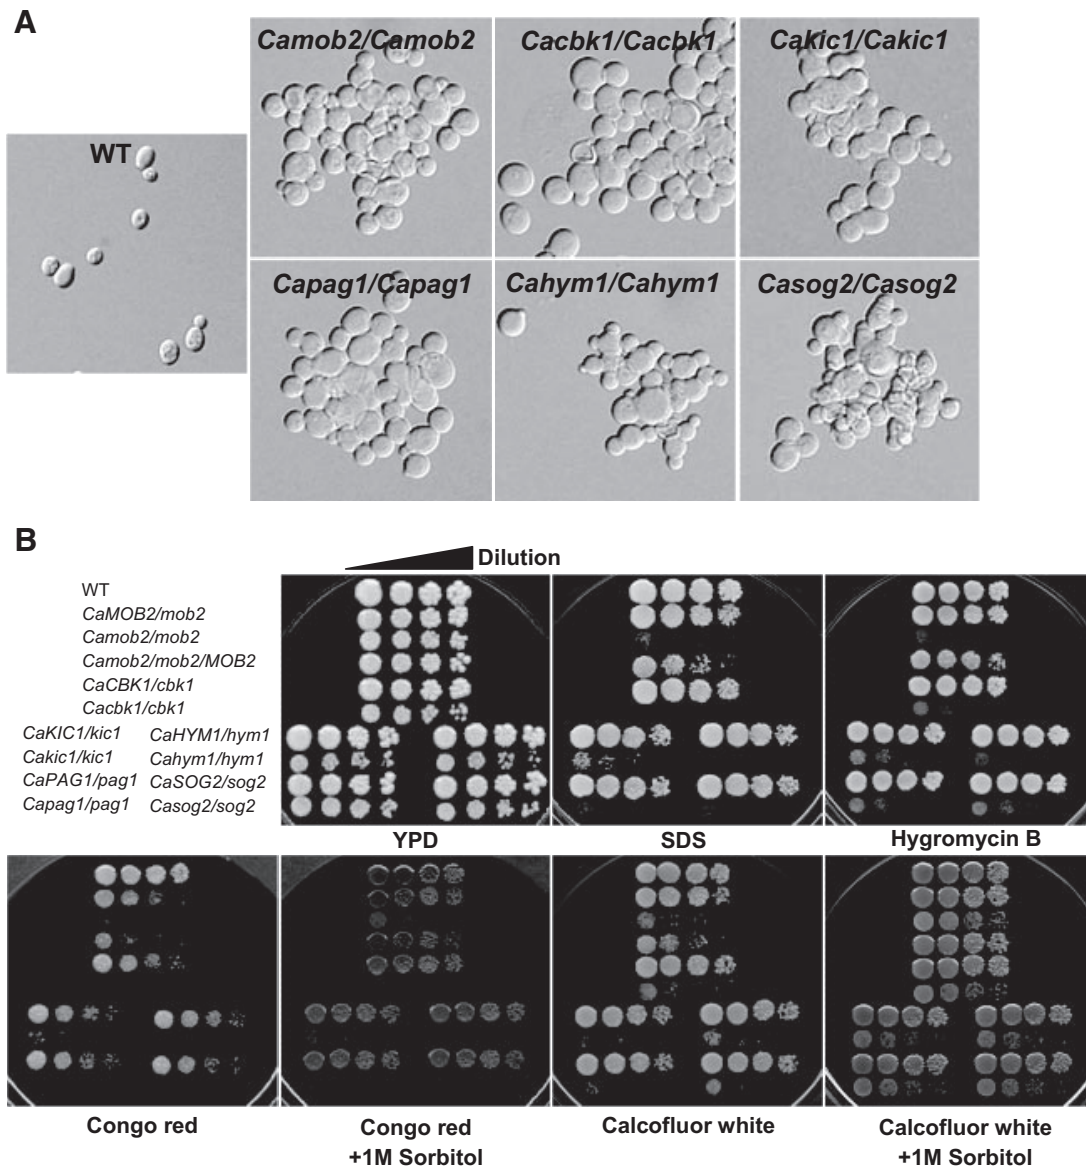 A
Camob2/Camob2
Cacbk1/Cacbk1
Cakic1/Cakic1
WT
Capag1/Capag1
Cahym1/Cahym1
Casog2/Casog2
B
Dilution
WT
CaMOB2/mob2
Camob2/mob2
Camob2/mob2/MOB2
CaCBK1/cbk1
Cacbk1/cbk1
CaKIC1/kic1 CaHYM1/hym1
Cakic1/kic1 Cahym1/hym1
CaPAG1/pag1 CaSOG2/sog2
Capag1/pag1 Casog2/sog2
YPD
SDS
Hygromycin B
Congo red
Congo red
+1M Sorbitol
Calcofluor white
Calcofluor white
+1M Sorbitol